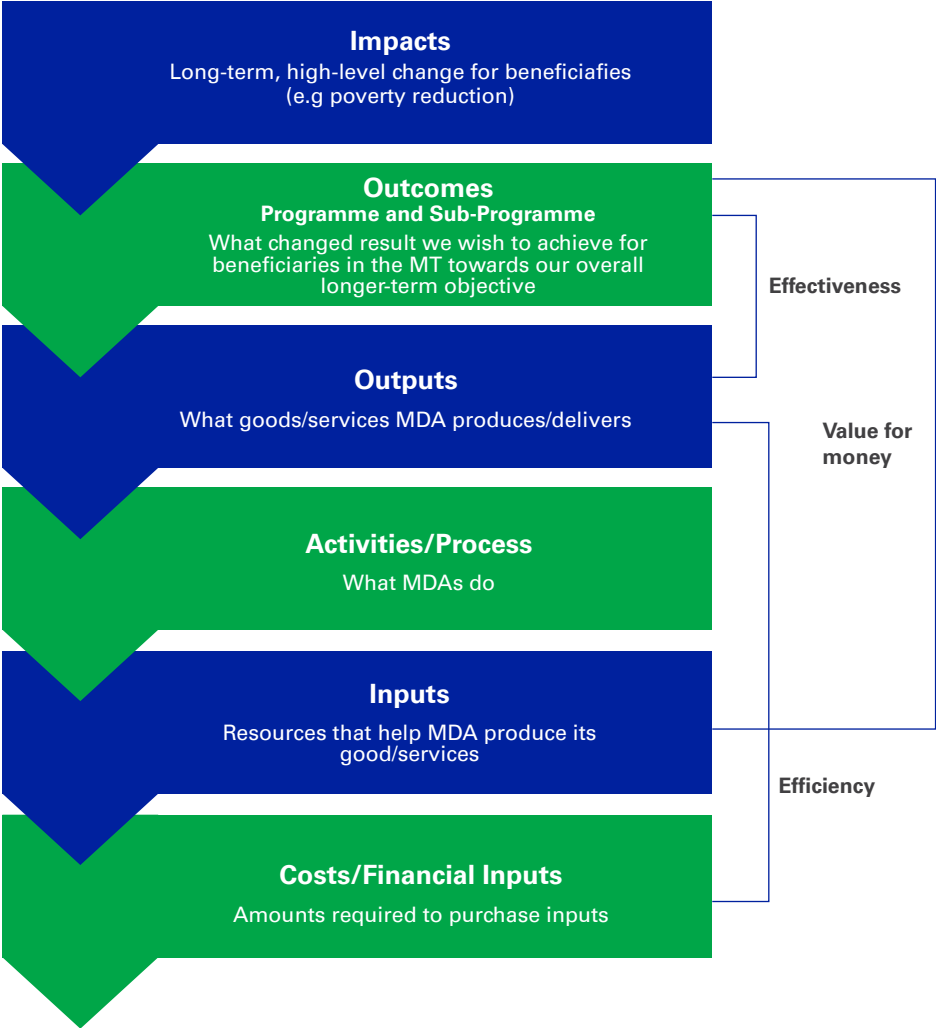 Impacts
Long-term, high-level change for beneficiafies
(e.g poverty reduction)
Outcomes
Programme and Sub-Programme
What changed result we wish to achieve for
beneficiaries in the MT towards our overall
longer-term objective
Effectiveness
Outputs
What goods/services MDA produces/delivers
Value for
money
Activities/Process
What MDAs do
Inputs
Resources that help MDA produce its
good/services
Efficiency
Costs/Financial Inputs
Amounts required to purchase inputs